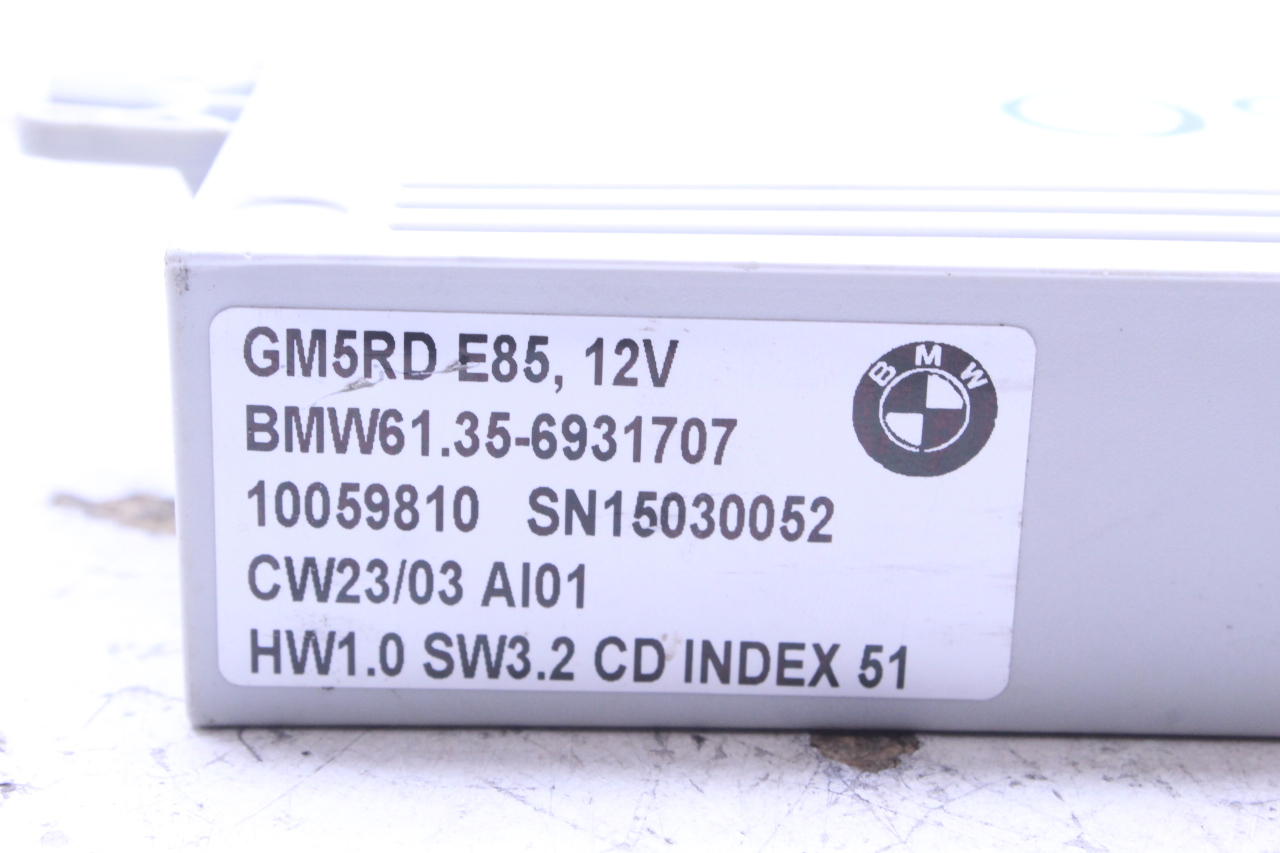 GM5RD E85, 12V
BMW61.35-6931707
10059810 SN15030052
CW23/03 AI01
HW1.0 SW3.2 CD INDEX 51
BMW